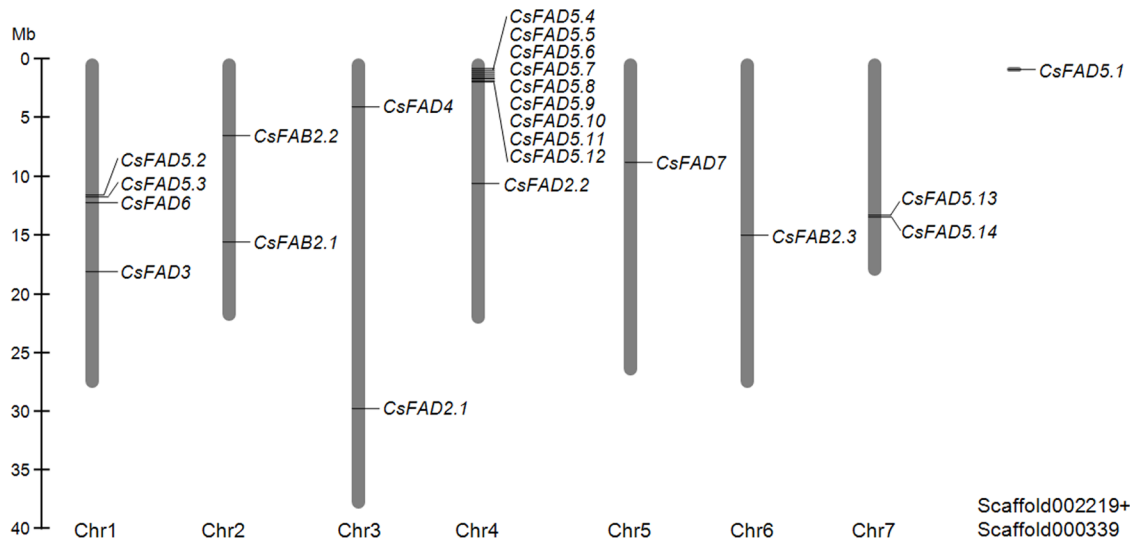 Mb
0
5
10
15
20
25
30
35
40
CsFAD5.2
CsFAD5.3
CsFAD6
CsFAD3
Chr1
CsFAB2.2
CsFAB2.1
Chr2
CsFAD4
CsFAD2.1
Chr3
CsFAD5.4
CsFAD5.5
CsFAD5.6
CsFAD5.7
CsFAD5.8
CsFAD5.9
CsFAD5.10
CsFAD5.11
CsFAD5.12
CsFAD2.2
Chr4
CsFAD7
Chr5
CsFAB2.3
Chr6
CsFAD5.13
CsFAD5.14
Chr7
CsFAD5.1
Scaffold002219+
Scaffold000339